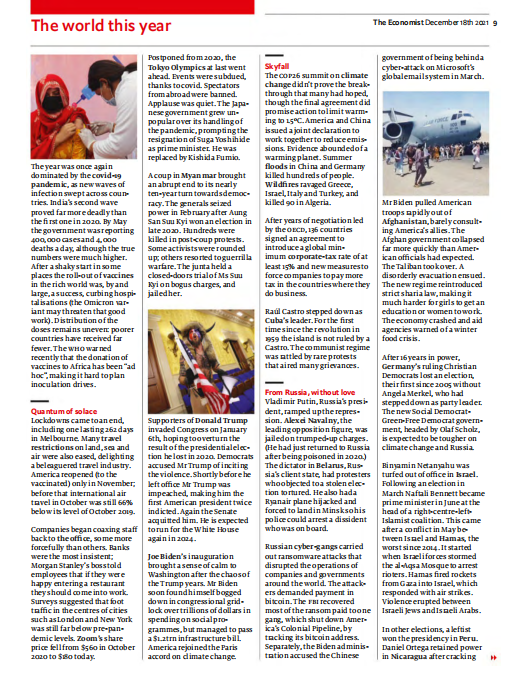 The world this year
The Economist December 18th 2021 9
The year was once again
dominated by the covid-19
pandemic, as new waves of
infection swept across coun-
tries. India's second wave
proved far more deadly than
the first one in 2020. By May
the government was reporting
400,000 cases and 4,000
deaths a day, although the true
numbers were much higher.
After a shaky start in some
places the roll-out of vaccines
in the rich world was, by and
large, a success, curbing hospi-
talisations (the Omicron var-
iant may threaten that good
work). Distribution of the
doses remains uneven: poorer
countries have received far
fewer. The WHO warned
recently that the donation of
vaccines to Africa has been "ad
hoc", making it hard to plan
inoculation drives.
Quantum of solace
Lockdowns came to an end,
including one lasting 262 days
in Melbourne. Many travel
restrictions on land, sea and
air were also eased, delighting
a beleaguered travel industry.
America reopened (to the
vaccinated) only in November;
before that international air
travel in October was still 66%
below its level of October 2019.
Companies began coaxing staff
back to the office, some more
forcefully than others. Banks
were the most insistent;
Morgan Stanley's boss told
employees that if they were
happy entering a restaurant
they should come into work.
Surveys suggested that foot
traffic in the centres of cities
such as London and New York
was still far below pre-pan-
demic levels. Zoom's share
price fell from $560 in October
2020 to $180 today.
Postponed from 2020, the
Tokyo Olympics at last went
ahead. Events were subdued,
thanks to covid. Spectators
from abroad were banned.
Applause was quiet. The Japa-
nese government grew un-
popular over its handling of
the pandemic, prompting the
resignation of Suga Yoshihide
as prime minister. He was
replaced by Kishida Fumio.
A coup in Myanmar brought
an abrupt end to its nearly
ten-year turn towards democ-
racy. The generals seized
power in February after Aung
San Suu Kyi won an election in
late 2020. Hundreds were
killed in post-coup protests.
Some activists were rounded
up; others resorted to guerrilla
warfare. The junta held a
closed-doors trial of Ms Suu
Kyi on bogus charges, and
jailed her.
Supporters of Donald Trump
invaded Congress on January
6th, hoping to overturn the
result of the presidential elec-
tion he lost in 2020. Democrats
accused Mr Trump of inciting
the violence. Shortly before he
left office Mr Trump was
impeached, making him the
first American president twice
indicted. Again the Senate
acquitted him. He is expected
to run for the White House
again in 2024.
Joe Biden's inauguration
brought a sense of calm to
Washington after the chaos of
the Trump years. Mr Biden
soon found himself bogged
down in congressional grid-
lock over trillions of dollars in
spending on social pro-
grammes, but managed to pass
a $1.2trn infrastructure bill.
America rejoined the Paris
accord on climate change.
Skyfall
The COP26 summit on climate
change didn't prove the break-
through that many had hoped,
though the final agreement did
promise action to limit warm-
ing to 1.5°C. America and China
issued a joint declaration to
work together to reduce emis-
sions. Evidence abounded of a
warming planet. Summer
floods in China and Germany
killed hundreds of people.
Wildfires ravaged Greece,
Israel, Italy and Turkey, and
killed 90 in Algeria.
After years of negotiation led
by the OECD, 136 countries
signed an agreement to
introduce a global min-
imum corporate-tax rate of at
least 15% and new measures to
force companies to pay more
tax in the countries where they
do business.
Raúl Castro stepped down as
Cuba's leader. For the first
time since the revolution in
1959 the island is not ruled by a
Castro. The communist regime
was rattled by rare protests
that aired many grievances.
From Russia, without love
Vladimir Putin, Russia's presi-
dent, ramped up the repres-
sion. Alexei Navalny, the
leading opposition figure, was
jailed on trumped-up charges.
(He had just returned to Russia
after being poisoned in 2020.)
The dictator in Belarus, Rus-
sia's client state, had protesters
who objected to a stolen elec-
tion tortured. He also had a
Ryanair plane hijacked and
forced to land in Minsk so his
police could arrest a dissident
who was on board.
Russian cyber-gangs carried
out ransomware attacks that
disrupted the operations of
companies and governments
around the world. The attack-
ers demanded payment in
bitcoin. The FBI recovered
most of the ransom paid to one
gang, which shut down Amer-
ica's Colonial Pipeline, by
tracking its bitcoin address.
Separately, the Biden adminis-
tration accused the Chinese
government of being behind a
cyber-attack on Microsoft's
global email system in March.
Mr Biden pulled American
troops rapidly out of
Afghanistan, barely consult-
ing America's allies. The
Afghan government collapsed
far more quickly than Amer-
ican officials had expected.
The Taliban took over. A
disorderly evacuation ensued.
The new regime reintroduced
strict sharia law, making it
much harder for girls to get an
education or women to work.
The economy crashed and aid
agencies warned of a winter
food crisis.
After 16 years in power,
Germany's ruling Christian
Democrats lost an election,
their first since 2005 without
Angela Merkel, who had
stepped down as party leader.
The new Social Democrat-
Green-Free Democrat govern-
ment, headed by Olaf Scholz,
is expected to be tougher on
climate change and Russia.
Binyamin Netanyahu was
turfed out of office in Israel.
Following an election in
March Naftali Bennett became
prime minister in June at the
head of a right-centre-left-
Islamist coalition. This came
after a conflict in May be-
tween Israel and Hamas, the
worst since 2014. It started
when Israeli forces stormed
the al-Aqsa Mosque to arrest
rioters. Hamas fired rockets
from Gaza into Israel, which
responded with air strikes.
Violence erupted between
Israeli Jews and Israeli Arabs.
In other elections, a leftist
won the presidency in Peru.
Daniel Ortega retained power
in Nicaragua after cracking